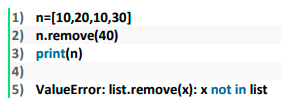 1) n=[10,20,10,30]
2) n.remove(40)
3) print(n)
4)
5) ValueError: list.remove(x): x not in list